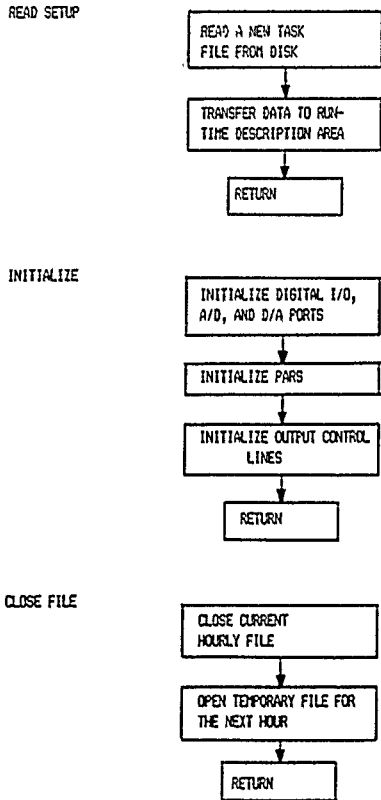 READ SETUP
READ A NEW TASK
FILE FROM DISK
TRANSFER DATA TO RUN-
TIME DESCRIPTION AREA
RETURN
INITIALIZE
INITIALIZE DIGITAL I/O,
A/D, AND D/A PORTS
INITIALIZE PARS
INITIALIZE OUTPUT CONTROL
LINES
RETURN
CLOSE FILE
CLOSE CURRENT
HOURLY FILE
OPEN TEMPORARY FILE FOR
THE NEXT HOUR
RETURN